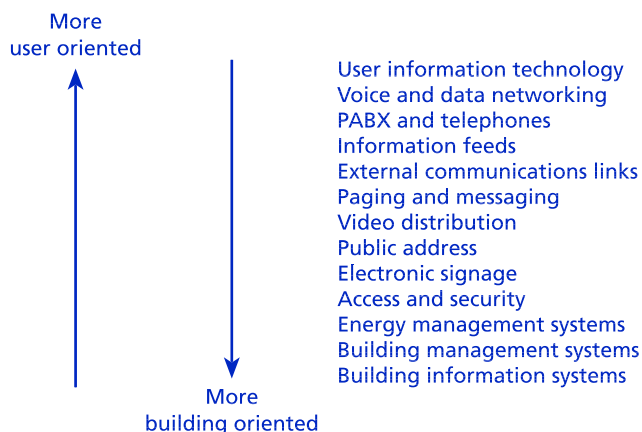 More
user oriented
User information technology
Voice and data networking
PABX and telephones
Information feeds
External communications links
Paging and messaging
Video distribution
Public address
Electronic signage
Access and security
Energy management systems
Building management systems
Building information systems
More
building oriented